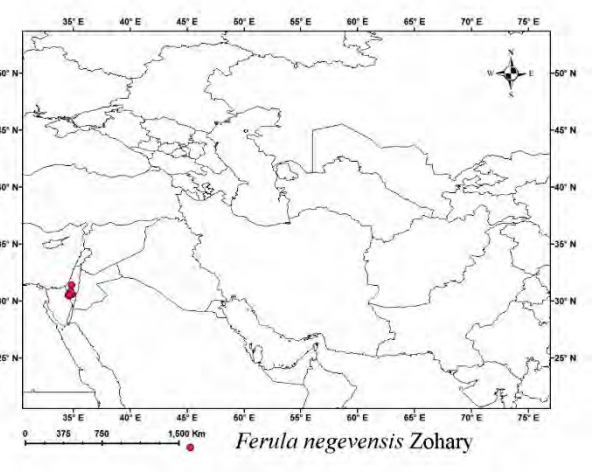 35° E 40° E 45° E 50° E 55° E 60° E 65° E 70° E 75° E
N
W E
S
50° N 50° N
45° N 45° N
40° N 40° N
35° N 35° N
30° N 30° N
25° N 25° N
35° E 40° E 45° E 50° E 55° E 60° E 65° E 70° E 75° E
0 375 750 1,500 Km
Ferula negevensis Zohary